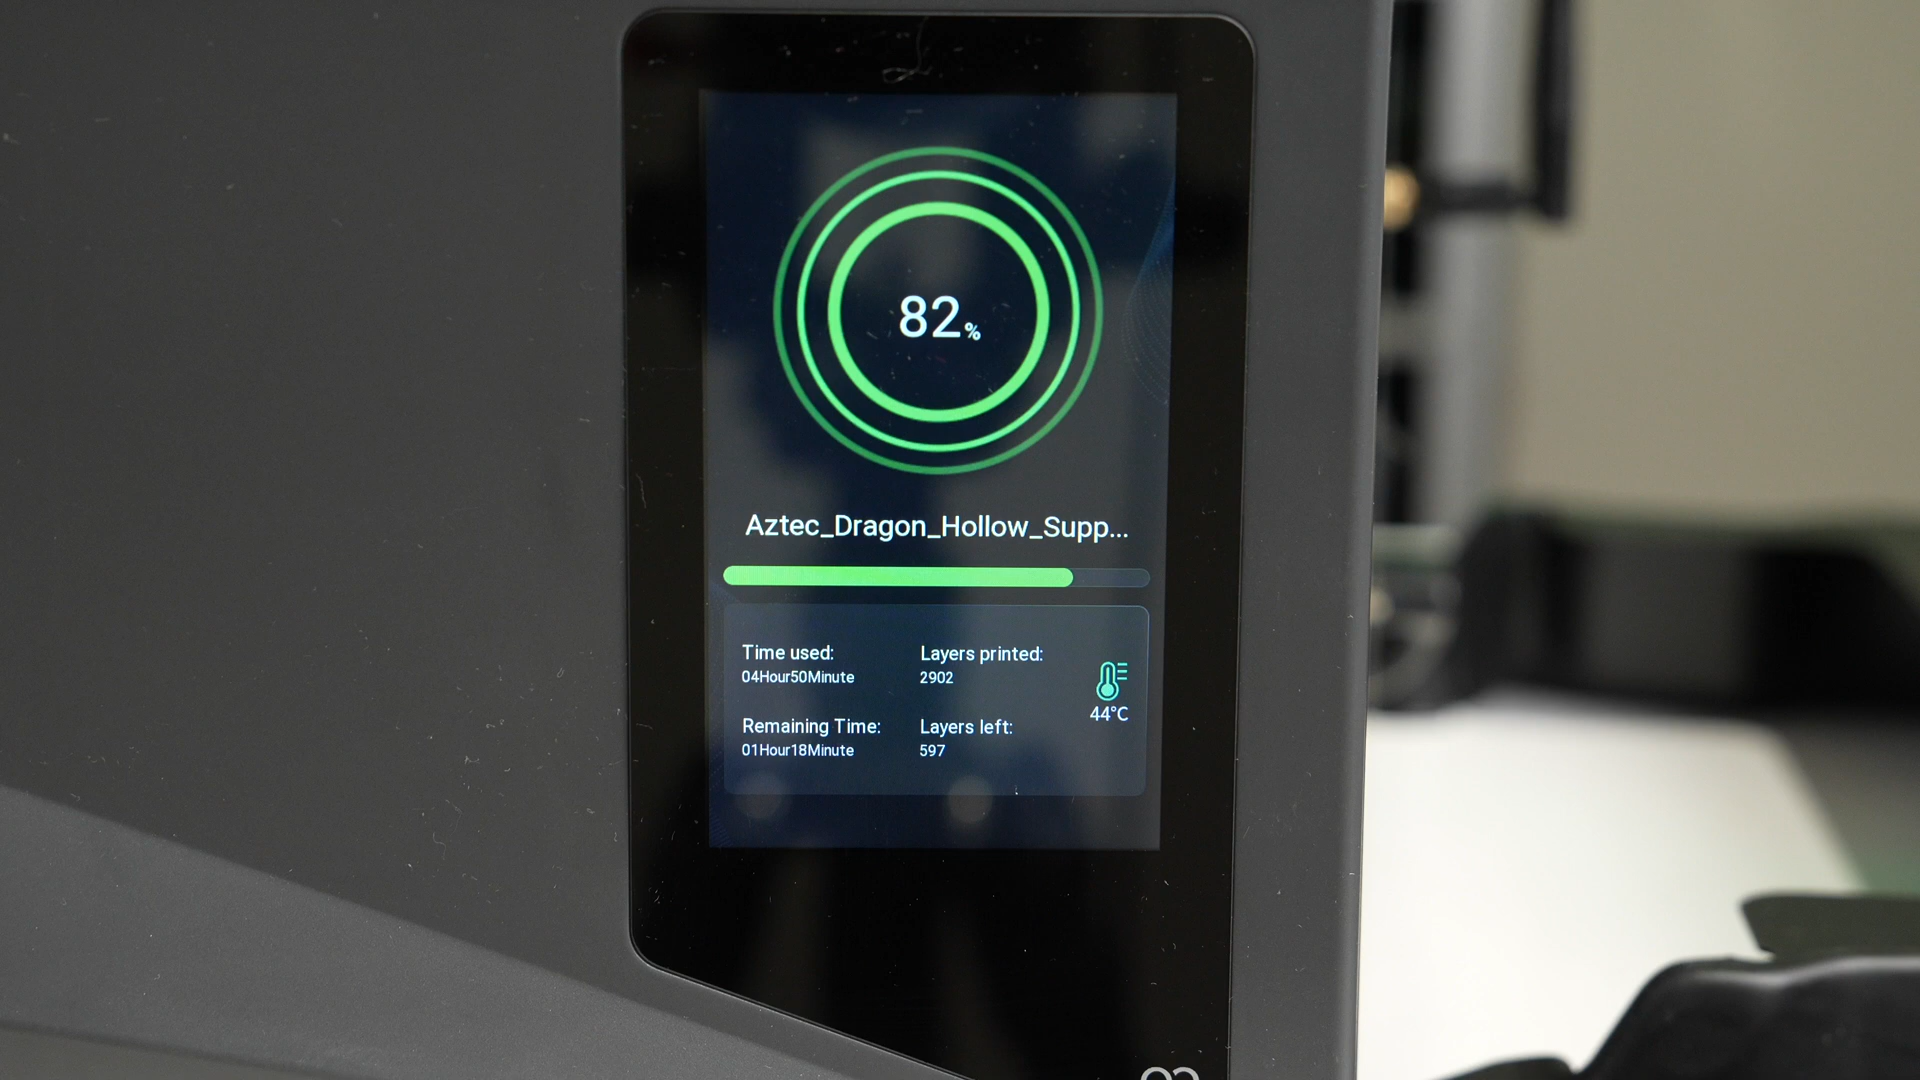 82%
Aztec_Dragon_Hollow_Supp...
Time used:
04Hour50Minute
Layers printed:
2902
44°C
Remaining Time:
01Hour18Minute
Layers left:
597